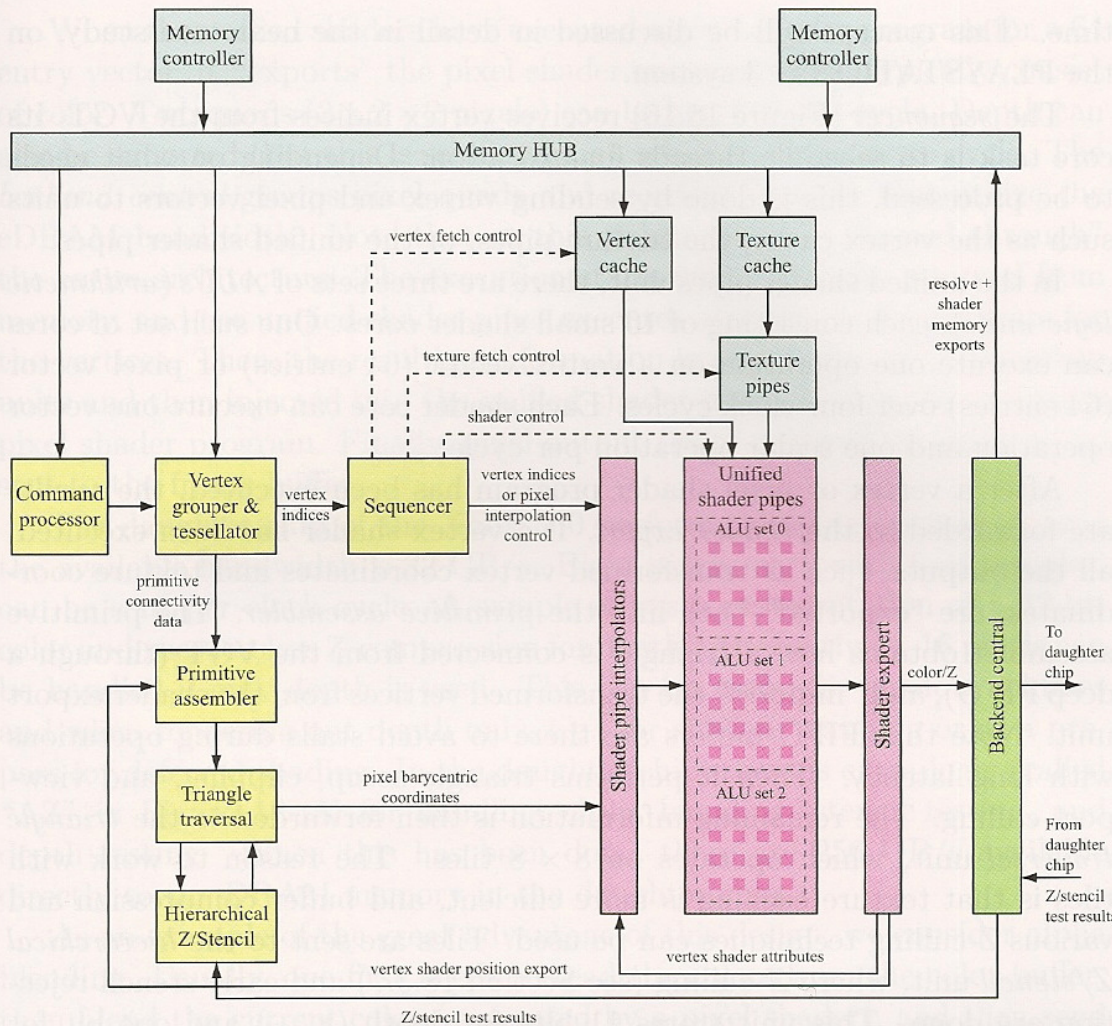 Memory
controller
Memory
controller
Memory HUB
vertex fetch control
Vertex
cache
Texture
cache
resolve +
shader
memory
exports
texture fetch control
Texture
pipes
shader control
Command
processor
Vertex
grouper &
tessellator
vertex
indices
Sequencer
vertex indices
or pixel
interpolation
control
Shader pipe interpolators
Unified
shader pipes
ALU set 0
ALU set 1
ALU set 2
Shader export
color/Z
Backend central
To
daughter
chip
primitive
connectivity
data
Primitive
assembler
Triangle
traversal
pixel barycentric
coordinates
From
daughter
chip
Z/stencil
test results
Hierarchical
Z/Stencil
vertex shader attributes
vertex shader position export
Z/stencil test results